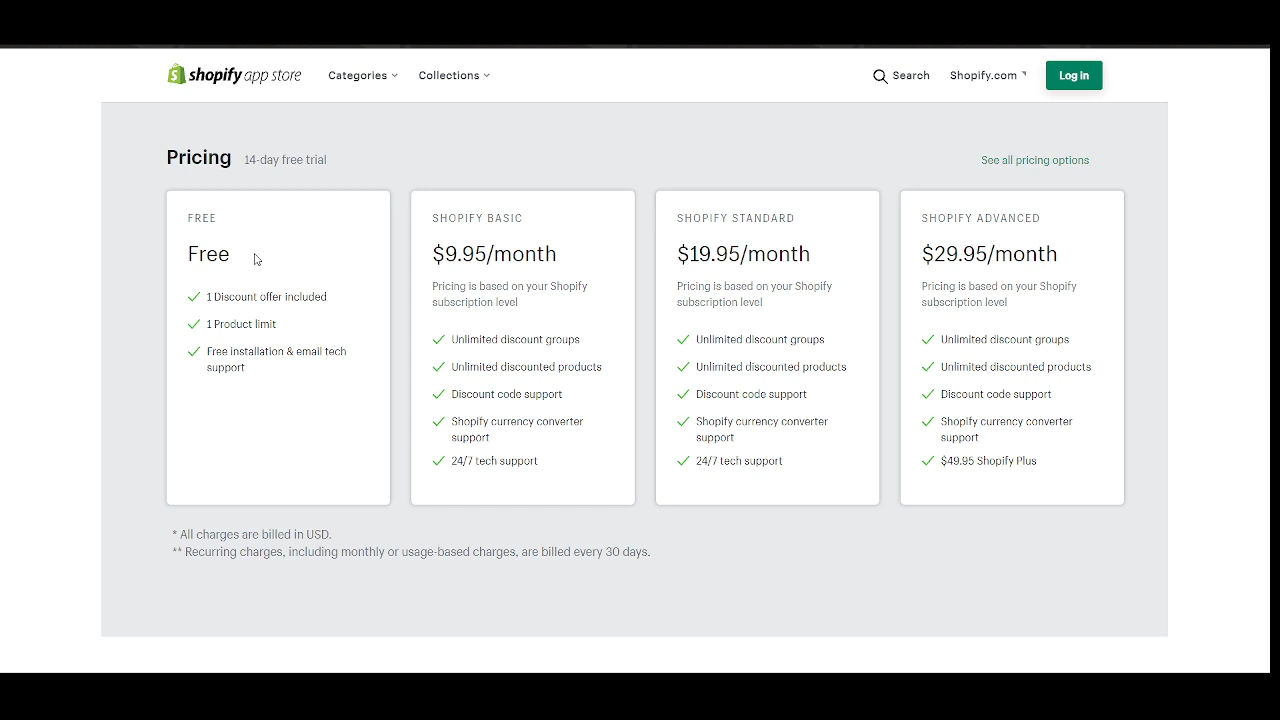 shopify app store Categories Collections Search Shopify.com Log in
Pricing 14-day free trial See all pricing options
FREE
Free
1 Discount offer included
1 Product limit
Free installation & email tech
support
SHOPIFY BASIC
$9.95/month
Pricing is based on your Shopify
subscription level
Unlimited discount groups
Unlimited discounted products
Discount code support
Shopify currency converter
support
24/7 tech support
SHOPIFY STANDARD
$19.95/month
Pricing is based on your Shopify
subscription level
Unlimited discount groups
Unlimited discounted products
Discount code support
Shopify currency converter
support
24/7 tech support
SHOPIFY ADVANCED
$29.95/month
Pricing is based on your Shopify
subscription level
Unlimited discount groups
Unlimited discounted products
Discount code support
Shopify currency converter
support
$49.95 Shopify Plus
* All charges are billed in USD.
** Recurring charges, including monthly or usage-based charges, are billed every 30 days.